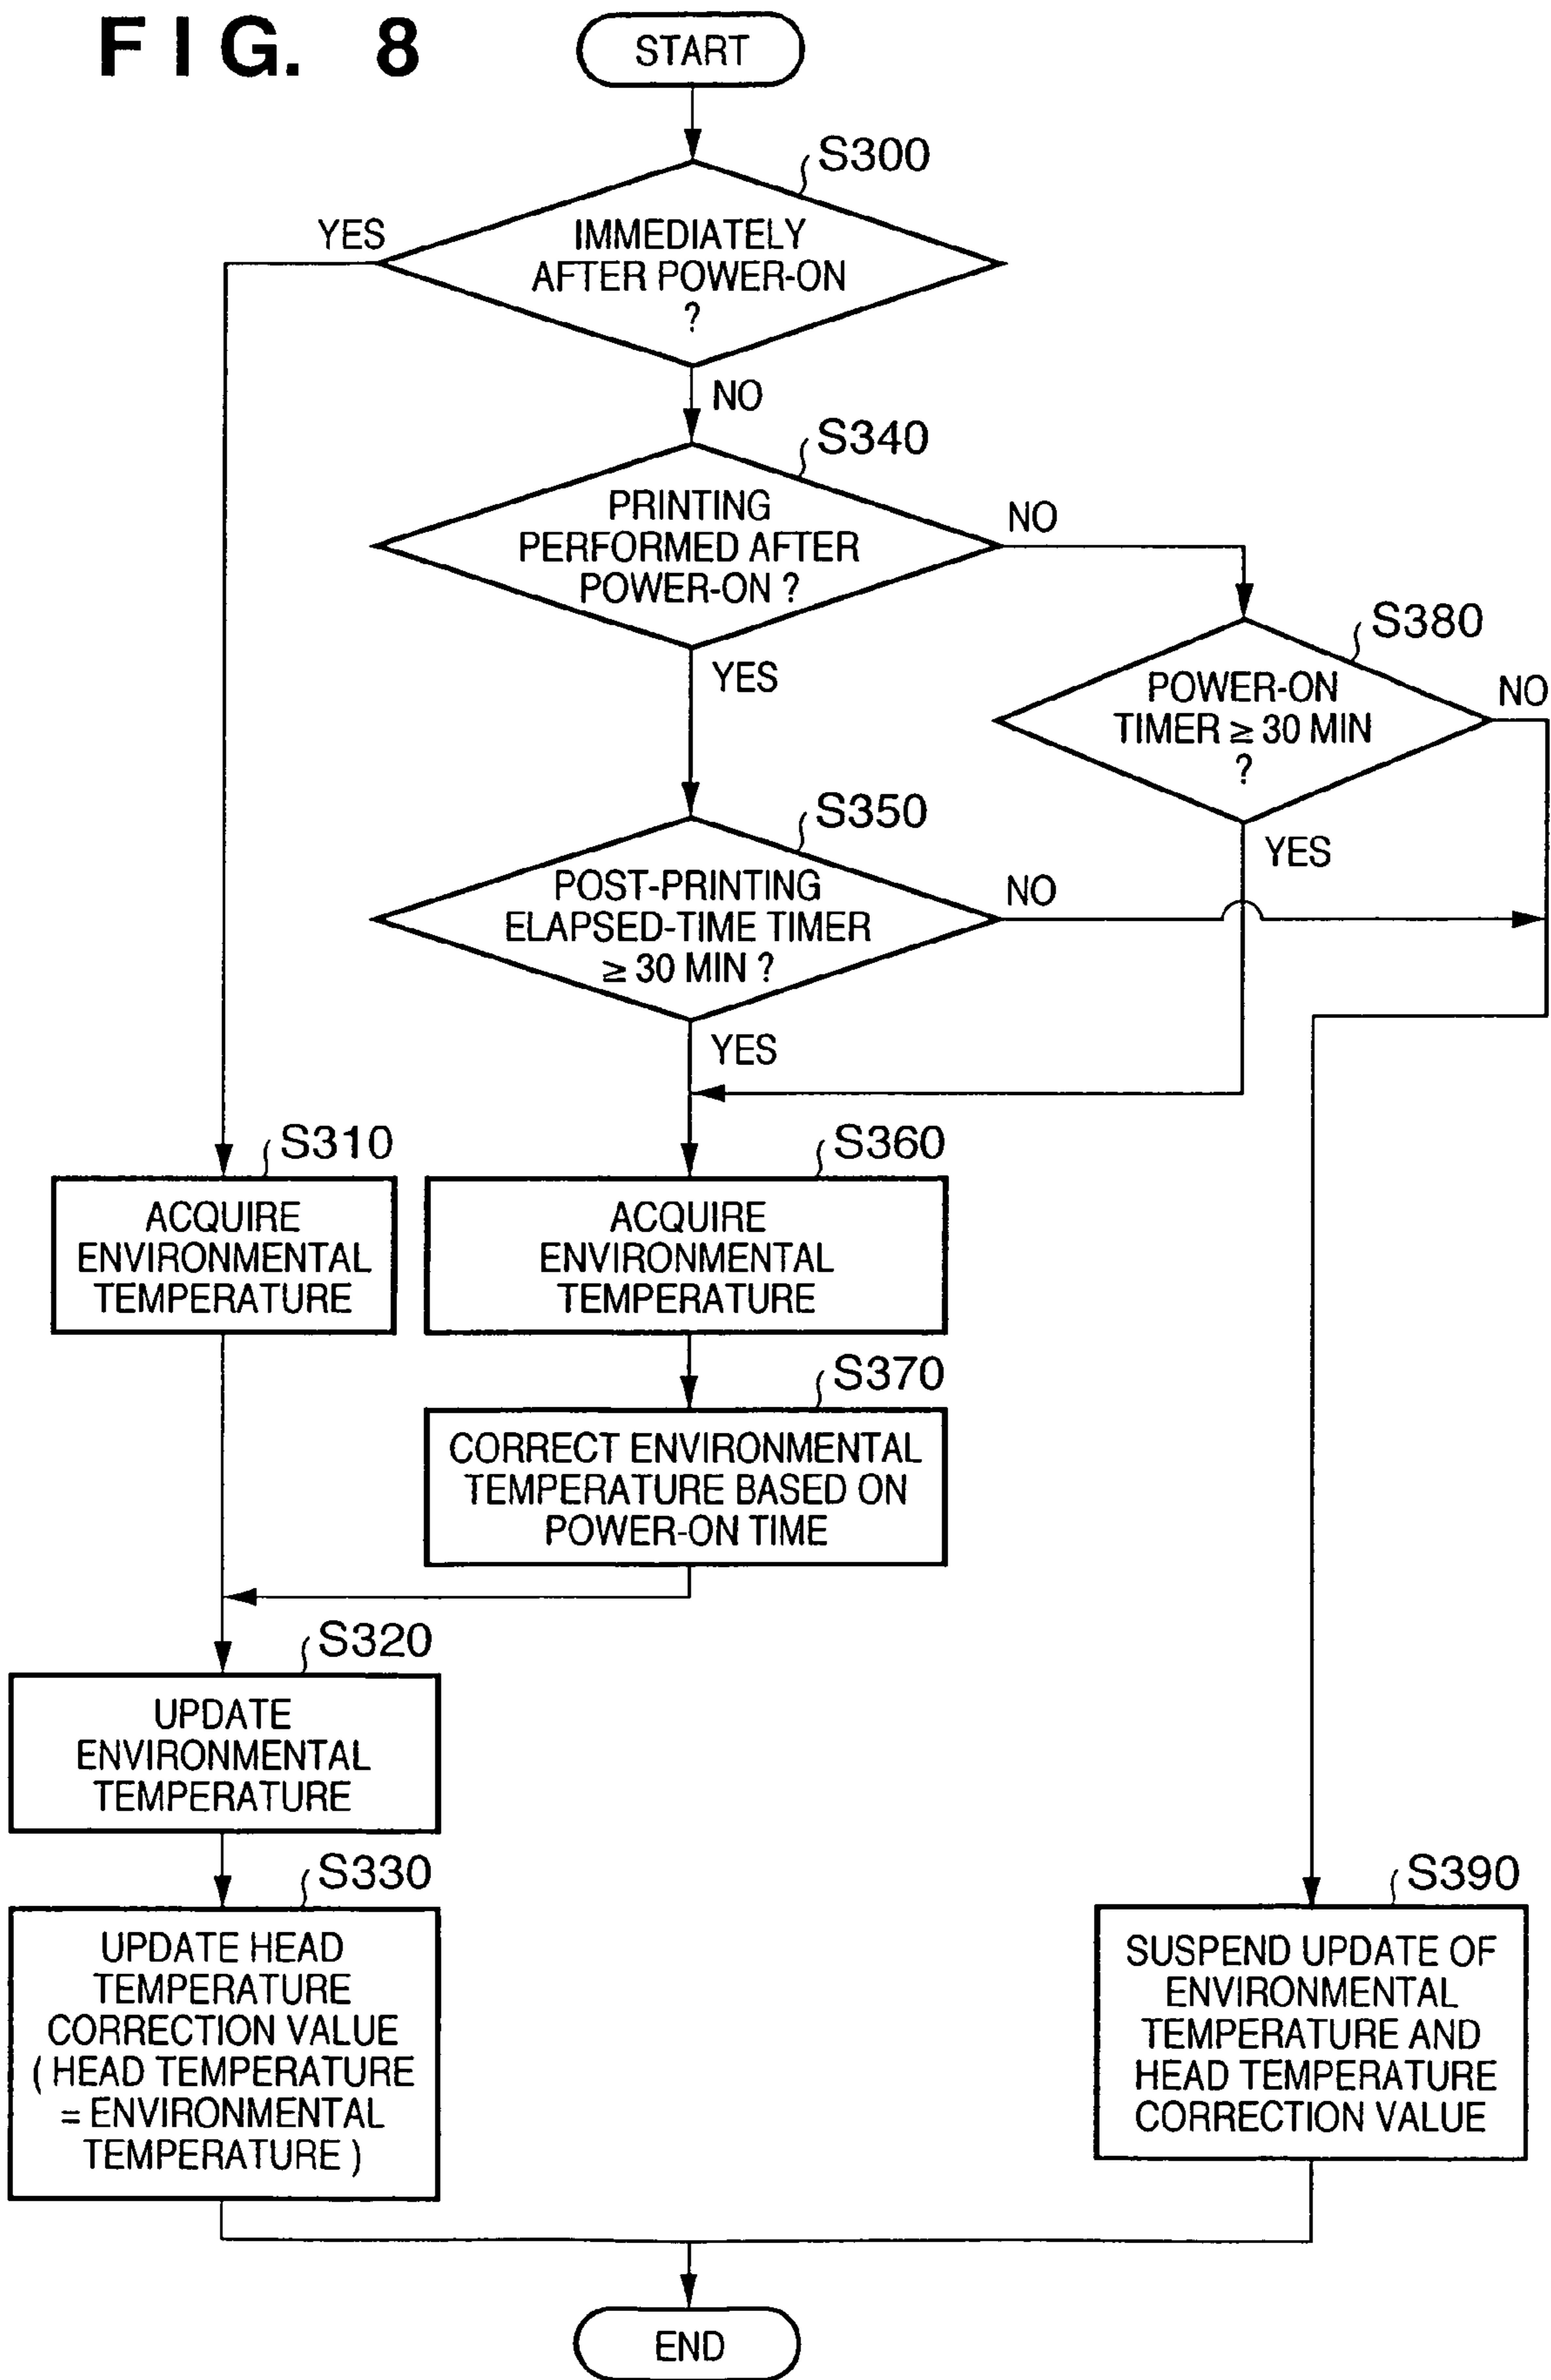 FIG. 8
START
S300
IMMEDIATELY
AFTER POWER-ON
?
YES
NO
S340
PRINTING
PERFORMED AFTER
POWER-ON ?
NO
YES
S380
POWER-ON
TIMER ≧ 30 MIN
?
NO
YES
S350
POST-PRINTING
ELAPSED-TIME TIMER
≧ 30 MIN ?
NO
YES
S310
ACQUIRE
ENVIRONMENTAL
TEMPERATURE
S360
ACQUIRE
ENVIRONMENTAL
TEMPERATURE
S370
CORRECT ENVIRONMENTAL
TEMPERATURE BASED ON
POWER-ON TIME
S320
UPDATE
ENVIRONMENTAL
TEMPERATURE
S330
UPDATE HEAD
TEMPERATURE
CORRECTION VALUE
( HEAD TEMPERATURE
= ENVIRONMENTAL
TEMPERATURE )
S390
SUSPEND UPDATE OF
ENVIRONMENTAL
TEMPERATURE AND
HEAD TEMPERATURE
CORRECTION VALUE
END